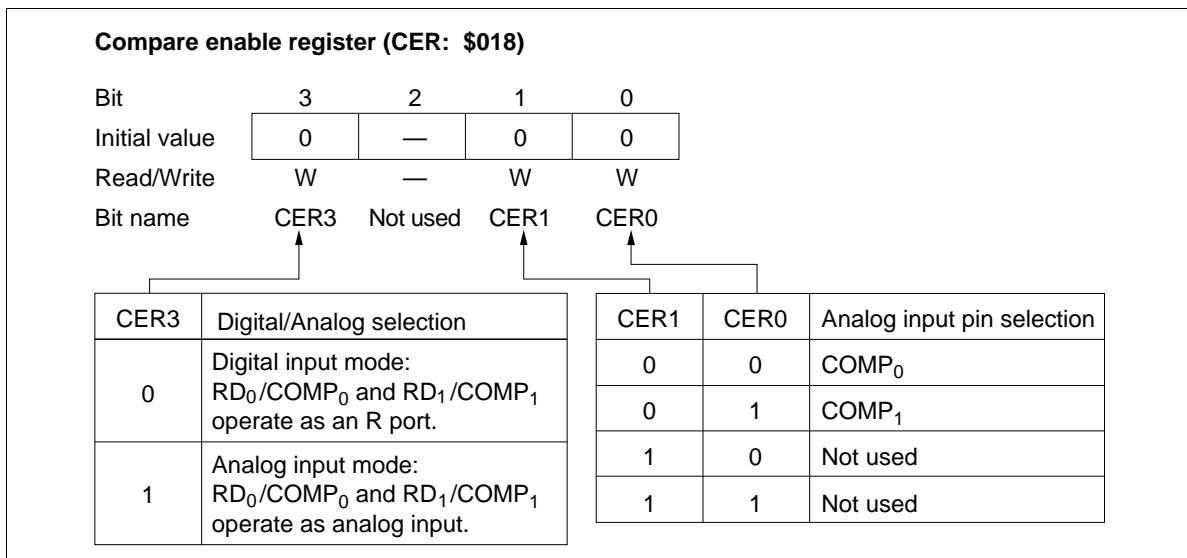 Compare enable register (CER: $018)
Bit 3 2 1 0
Initial value 0 — 0 0
Read/Write W — W W
Bit name CER3 Not used CER1 CER0
CER3 Digital/Analog selection
0 Digital input mode:
RD0/COMP0 and RD1/COMP1
operate as an R port.
1 Analog input mode:
RD0/COMP0 and RD1/COMP1
operate as analog input.
CER1 CER0 Analog input pin selection
0 0 COMP0
0 1 COMP1
1 0 Not used
1 1 Not used